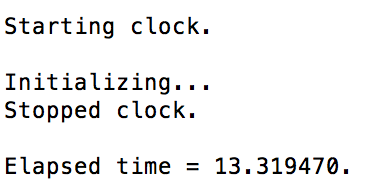 Starting clock.
Initializing...
Stopped clock.
Elapsed time = 13.319470.